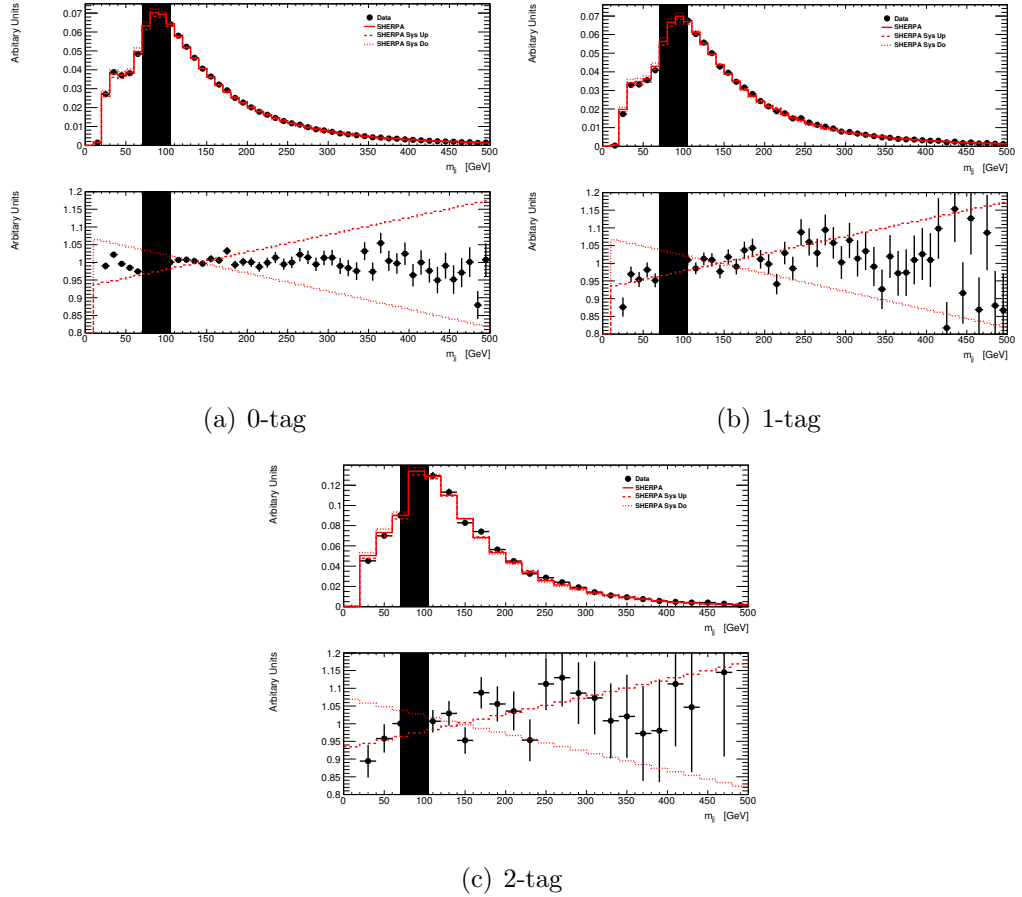 Arbitary Units
0.07
0.06
0.05
0.04
0.03
0.02
0.01
0 50 100 150 200 250 300 350 400 450 500
m_jj [GeV]
Data
SHERPA
SHERPA Sys Up
SHERPA Sys Do
Arbitary Units
1.2
1.15
1.1
1.05
1
0.95
0.9
0.85
0.8
0 50 100 150 200 250 300 350 400 450 500
m_jj [GeV]
(a) 0-tag
Arbitary Units
0.07
0.06
0.05
0.04
0.03
0.02
0.01
0
0 50 100 150 200 250 300 350 400 450 500
m_jj [GeV]
Data
SHERPA
SHERPA Sys Up
SHERPA Sys Do
Arbitary Units
1.2
1.15
1.1
1.05
1
0.95
0.9
0.85
0.8
0 50 100 150 200 250 300 350 400 450 500
m_jj [GeV]
(b) 1-tag
Arbitary Units
0.12
0.1
0.08
0.06
0.04
0.02
0
0 50 100 150 200 250 300 350 400 450 500
m_jj [GeV]
Data
SHERPA
SHERPA Sys Up
SHERPA Sys Do
Arbitary Units
1.2
1.15
1.1
1.05
1
0.95
0.9
0.85
0.8
0 50 100 150 200 250 300 350 400 450 500
m_jj [GeV]
(c) 2-tag